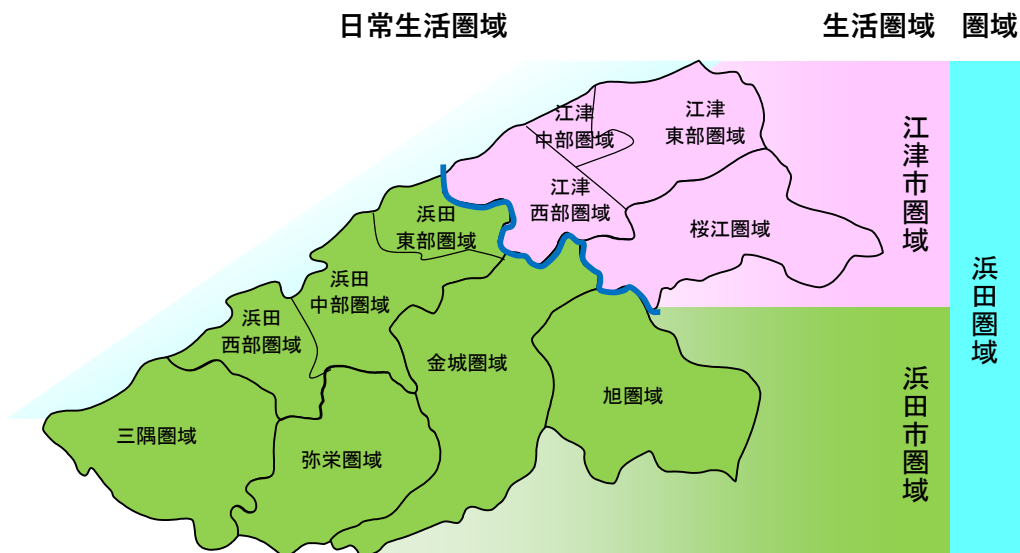 日常生活圏域
生活圏域
圏域
江津
中部圏域
江津
東部圏域
江津
西部圏域
桜江圏域
浜田
東部圏域
浜田
中部圏域
浜田
西部圏域
金城圏域
旭圏域
三隅圏域
弥栄圏域
江津市圏域
浜田市圏域
浜田圏域